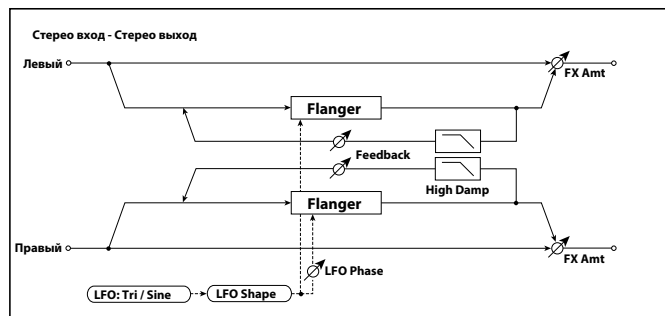 Стерео вход - Стерео выход
Левый
FX Amt
Flanger
Feedback
High Damp
Flanger
Правый
FX Amt
LFO Phase
LFO: Tri / Sine
LFO Shape